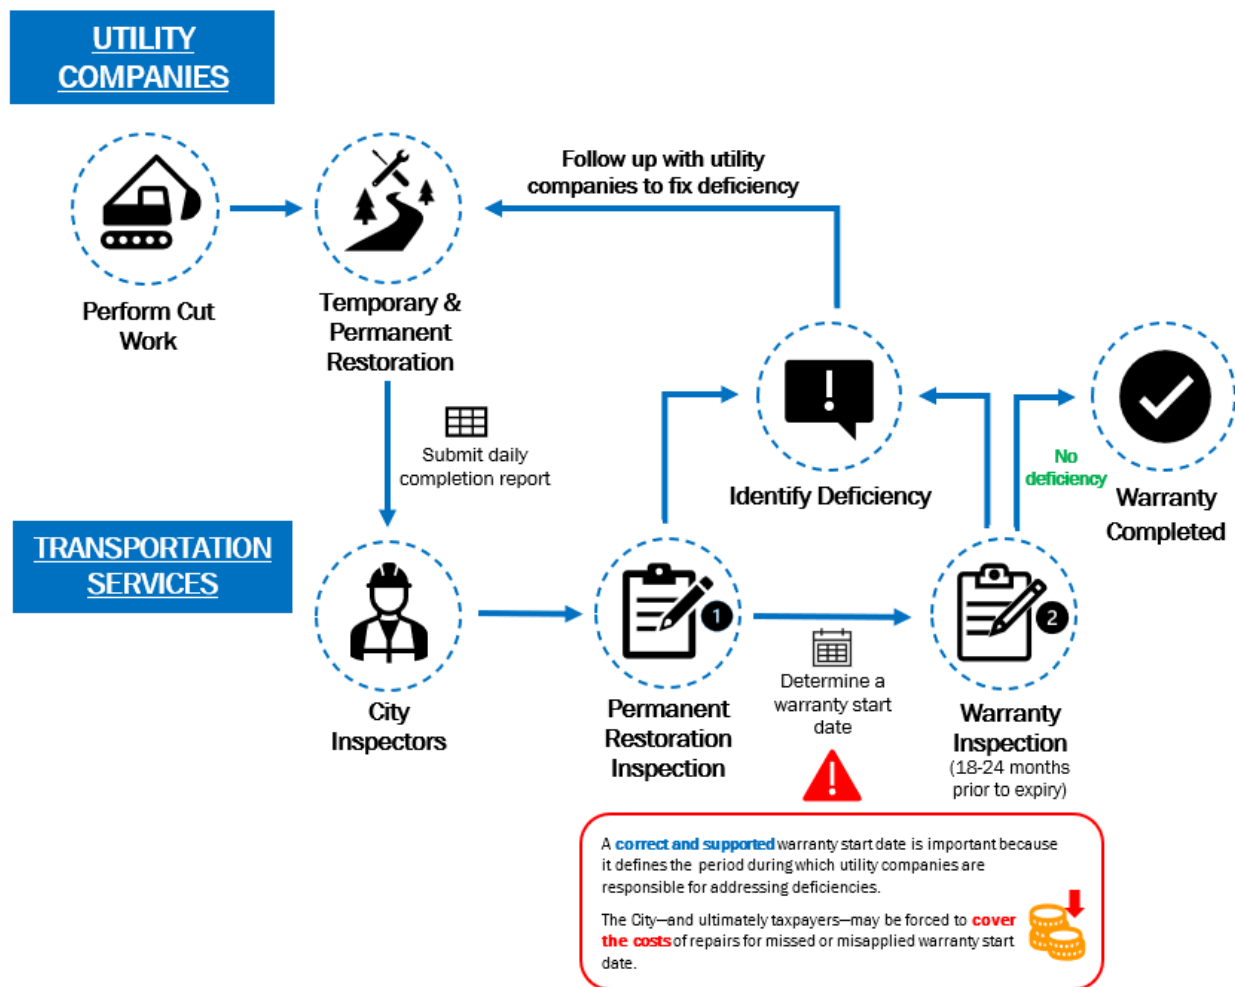 UTILITY
COMPANIES
Follow up with utility
companies to fix deficiency
Perform Cut
Work
Temporary &
Permanent
Restoration
Submit daily
completion report
Identify Deficiency
No
deficiency
Warranty
Completed
TRANSPORTATION
SERVICES
City
Inspectors
1
Permanent
Restoration
Inspection
Determine a
warranty start
date
2
Warranty
Inspection
(18-24 months
prior to expiry)
A correct and supported warranty start date is important because
it defines the period during which utility companies are
responsible for addressing deficiencies.
The City—and ultimately taxpayers—may be forced to cover
the costs of repairs for missed or misapplied warranty start
date.